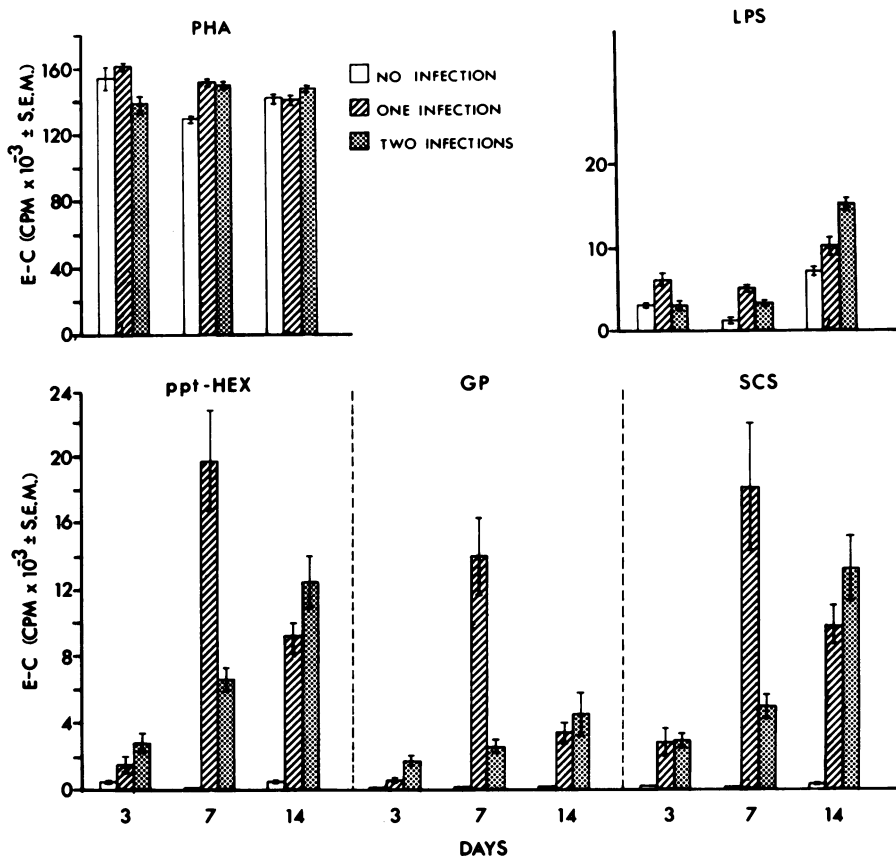 PHA
LPS
E-C (CPM x 10⁻³ ± S.E.M.)
160
120
80
40
0
NO INFECTION
ONE INFECTION
TWO INFECTIONS
20
10
0
ppt-HEX
GP
SCS
E-C (CPM x 10⁻³ ± S.E.M.)
24
20
16
12
8
4
0
3 7 14 3 7 14 3 7 14
DAYS